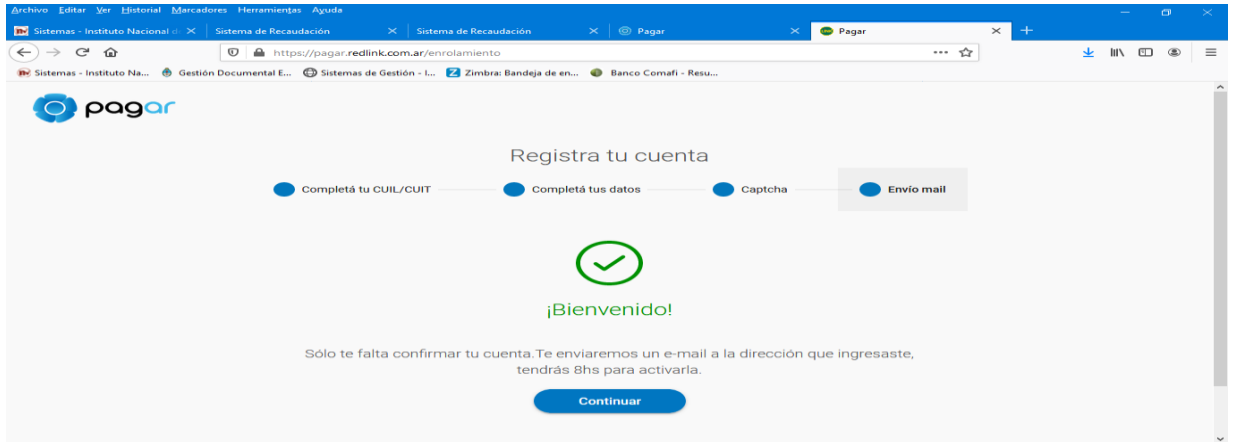 Archivo Editar Ver Historial Marcadores Herramientas Ayuda
Sistemas - Instituto Nacional d
Sistema de Recaudación
Sistema de Recaudación
Pagar
Pagar
https://pagar.redlink.com.ar/enrolamiento
Sistemas - Instituto Na... Gestión Documental E... Sistemas de Gestión - I... Zimbra: Bandeja de en... Banco Comafi - Resu...
pagar
Registra tu cuenta
Completá tu CUIL/CUIT
Completá tus datos
Captcha
Envío mail
¡Bienvenido!
Sólo te falta confirmar tu cuenta.Te enviaremos un e-mail a la dirección que ingresaste,
tendrás 8hs para activarla.
Continuar